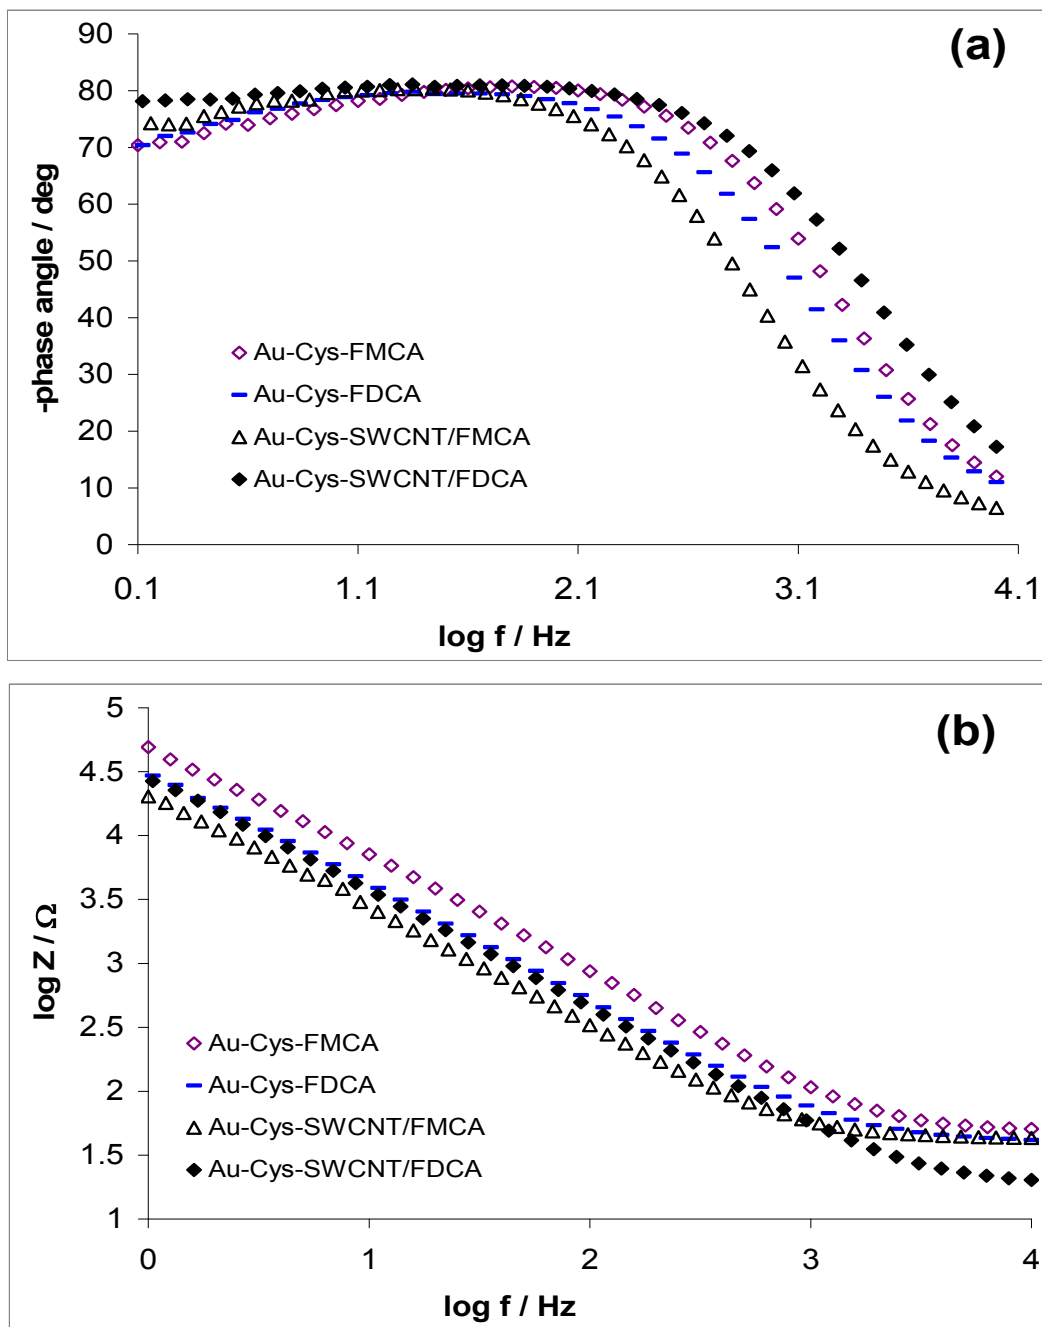 (a)
90
80
70
60
50
40
30
20
10
0
-phase angle / deg
Au-Cys-FMCA
Au-Cys-FDCA
Au-Cys-SWCNT/FMCA
Au-Cys-SWCNT/FDCA
0.1 1.1 2.1 3.1 4.1
log f / Hz
(b)
5
4.5
4
3.5
3
2.5
2
1.5
1
log Z / Ω
Au-Cys-FMCA
Au-Cys-FDCA
Au-Cys-SWCNT/FMCA
Au-Cys-SWCNT/FDCA
0 1 2 3 4
log f / Hz